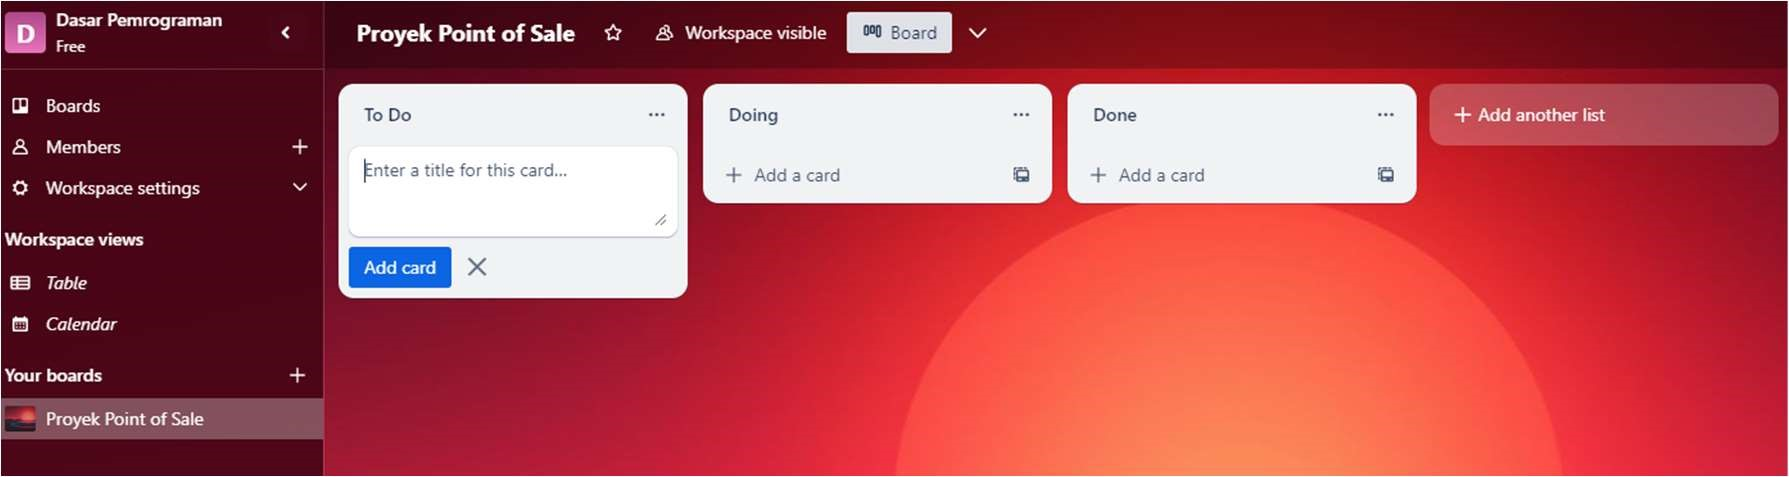 D
Dasar Pemrograman
Free
Boards
Members
Workspace settings
Workspace views
Table
Calendar
Your boards
Proyek Point of Sale
Proyek Point of Sale
Workspace visible
Board
To Do
Enter a title for this card...
Add card
Doing
Add a card
Done
Add a card
Add another list